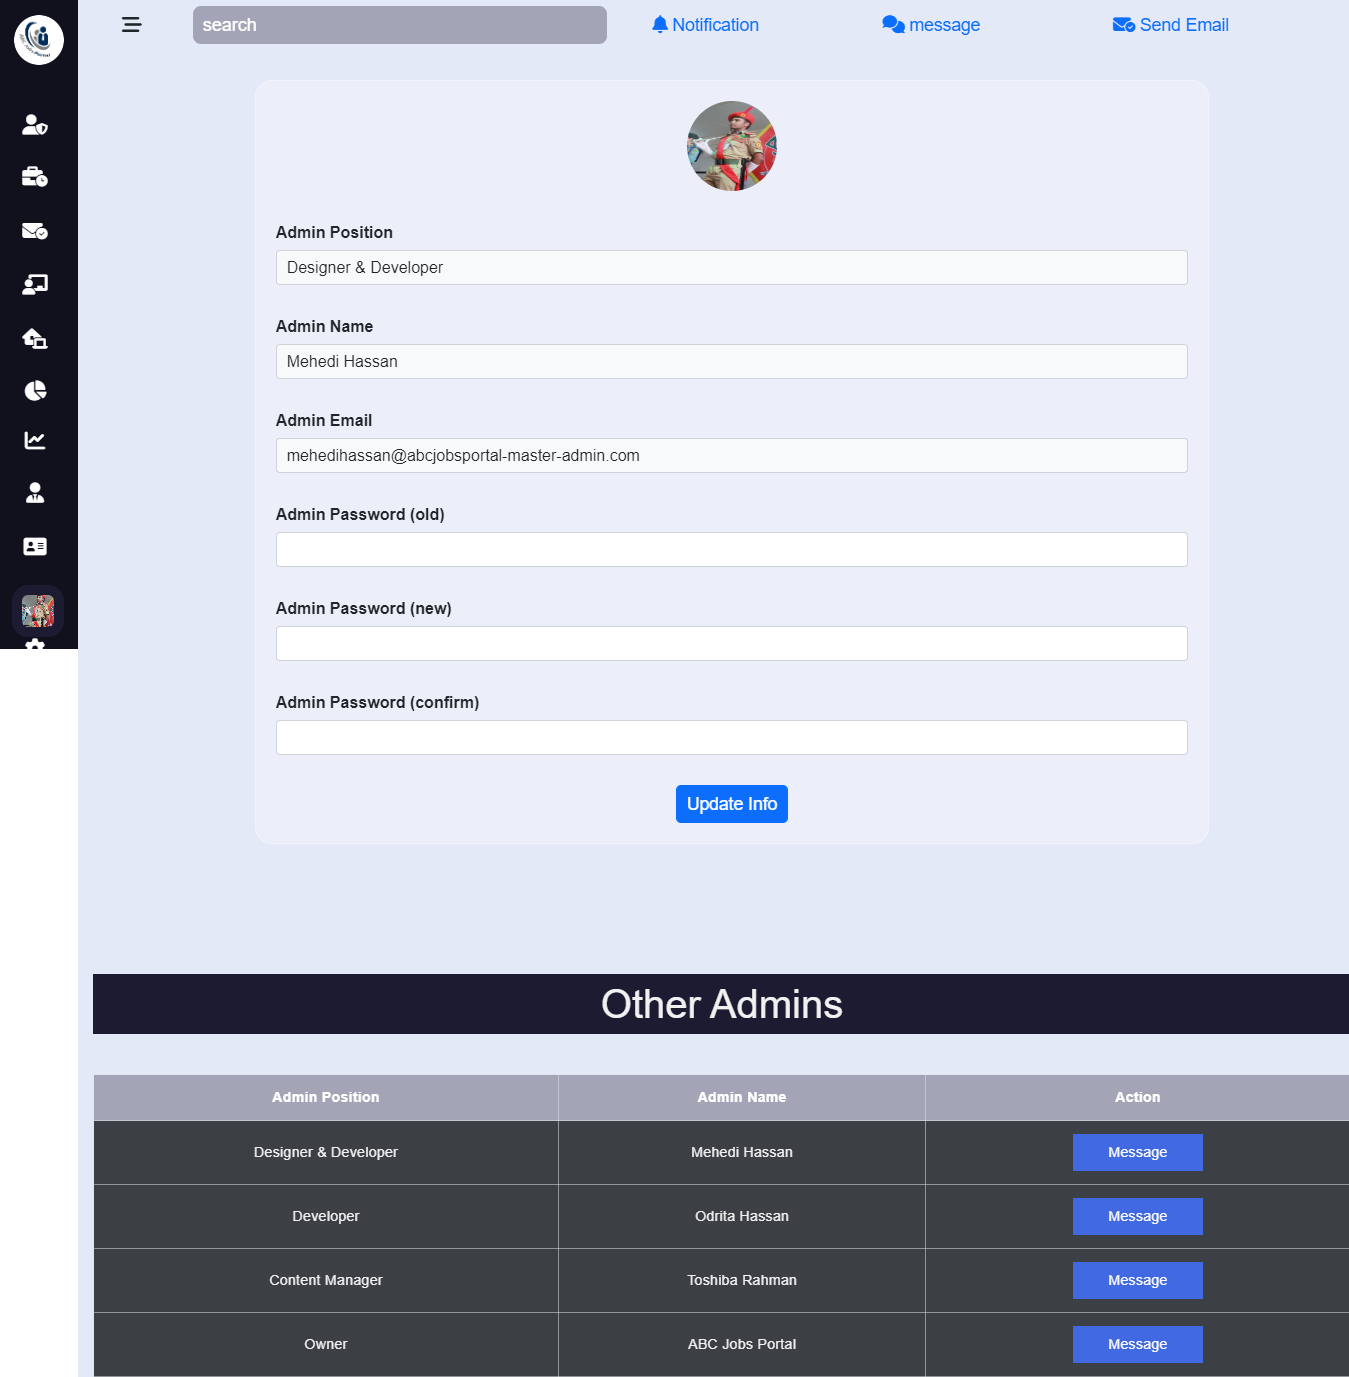 search
Notification
message
Send Email
Admin Position
Designer & Developer
Admin Name
Mehedi Hassan
Admin Email
mehedihassan@abcjobsportal-master-admin.com
Admin Password (old)
Admin Password (new)
Admin Password (confirm)
Update Info
Other Admins
Admin Position Admin Name Action
Designer & Developer Mehedi Hassan Message
Developer Odrita Hassan Message
Content Manager Toshiba Rahman Message
Owner ABC Jobs Portal Message